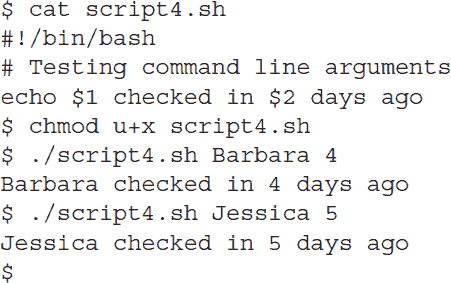 $ cat script4.sh
#!/bin/bash
# Testing command line arguments
echo $1 checked in $2 days ago
$ chmod u+x script4.sh
$ ./script4.sh Barbara 4
Barbara checked in 4 days ago
$ ./script4.sh Jessica 5
Jessica checked in 5 days ago
$